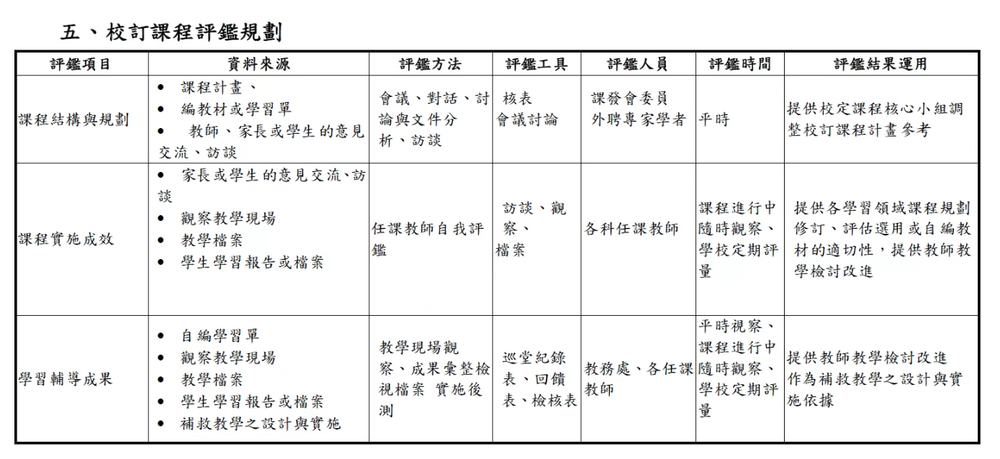 五、校訂課程評鑑規劃
評鑑項目 資料來源 評鑑方法 評鑑工具 評鑑人員 評鑑時間 評鑑結果運用
課程結構與規劃
● 課程計畫、
● 編教材或學習單
● 教師、家長或學生的意見
交流、訪談
會議、對話、討
論與文件分
析、訪談
核表
會議討論
課發會委員
外聘專家學者
平時
提供校定課程核心小組調
整校訂課程計畫參考
課程實施成效
● 家長或學生的意見交流、訪
談
● 觀察教學現場
● 教學檔案
● 學生學習報告或檔案
任課教師自我評
鑑
訪談、觀
察、
檔案
各科任課教師
課程進行中
隨時觀察、
學校定期評
量
提供各學習領域課程規劃
修訂、評估選用或自編教
材的適切性，提供教師教
學檢討改進
學習輔導成果
● 自編學習單
● 觀察教學現場
● 教學檔案
● 學生學習報告或檔案
● 補救教學之設計與實施
教學現場觀
察、成果彙整檢
視檔案 實施後
測
巡堂紀錄
表、回饋
表、檢核表
教務處、各任課
教師
平時視察、
課程進行中
隨時觀察、
學校定期評
量
提供教師教學檢討改進
作為補救教學之設計與實
施依據